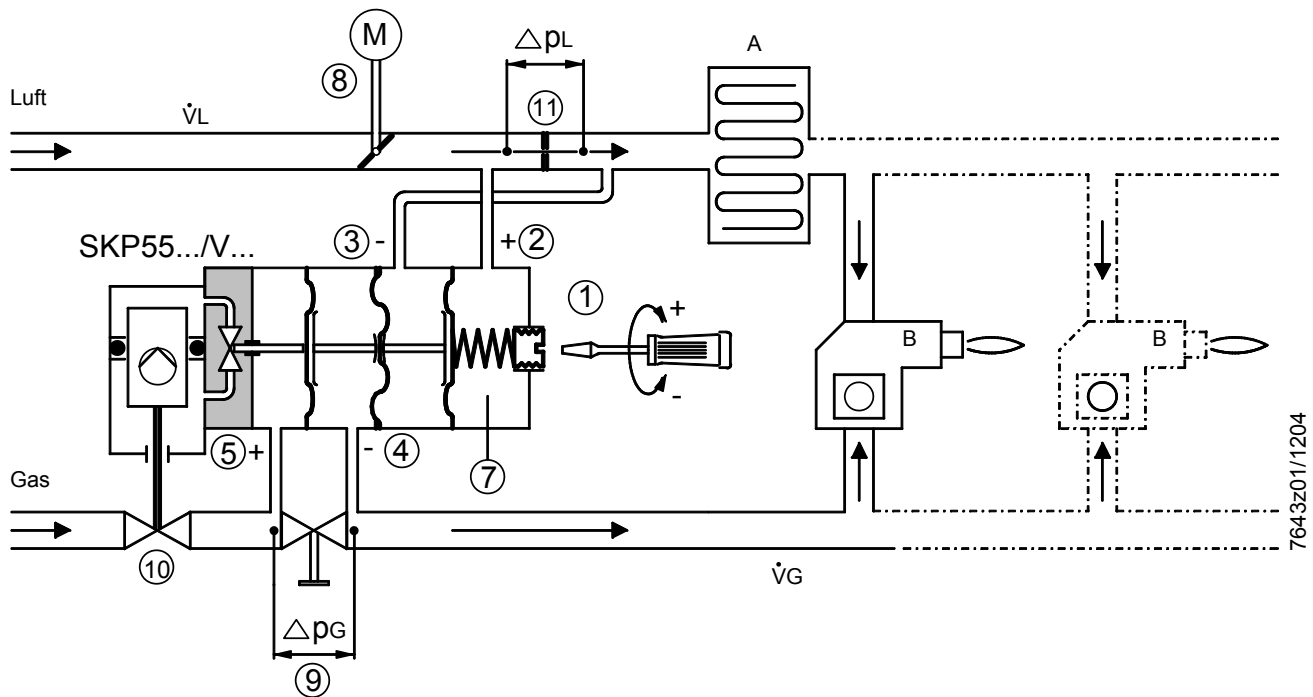 M
△pL
A
⑧
⑪
Luft
V̇L
③ -
+ ②
SKP55.../V...
①
+
-
B
B
⑤ +
- ④
⑦
Gas
⑩
V̇G
△pG
⑨
7643z01/1204